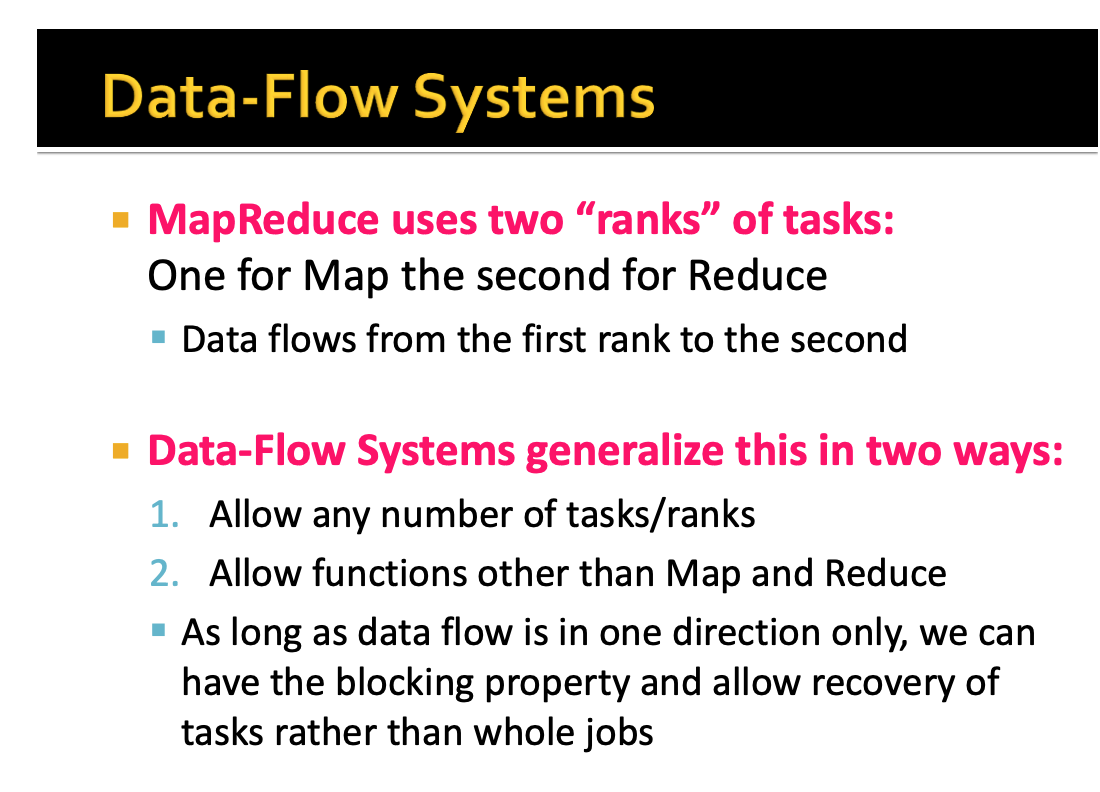 Data-Flow Systems
MapReduce uses two “ranks” of tasks:
One for Map the second for Reduce
Data flows from the first rank to the second
Data-Flow Systems generalize this in two ways:
1. Allow any number of tasks/ranks
2. Allow functions other than Map and Reduce
As long as data flow is in one direction only, we can
have the blocking property and allow recovery of
tasks rather than whole jobs